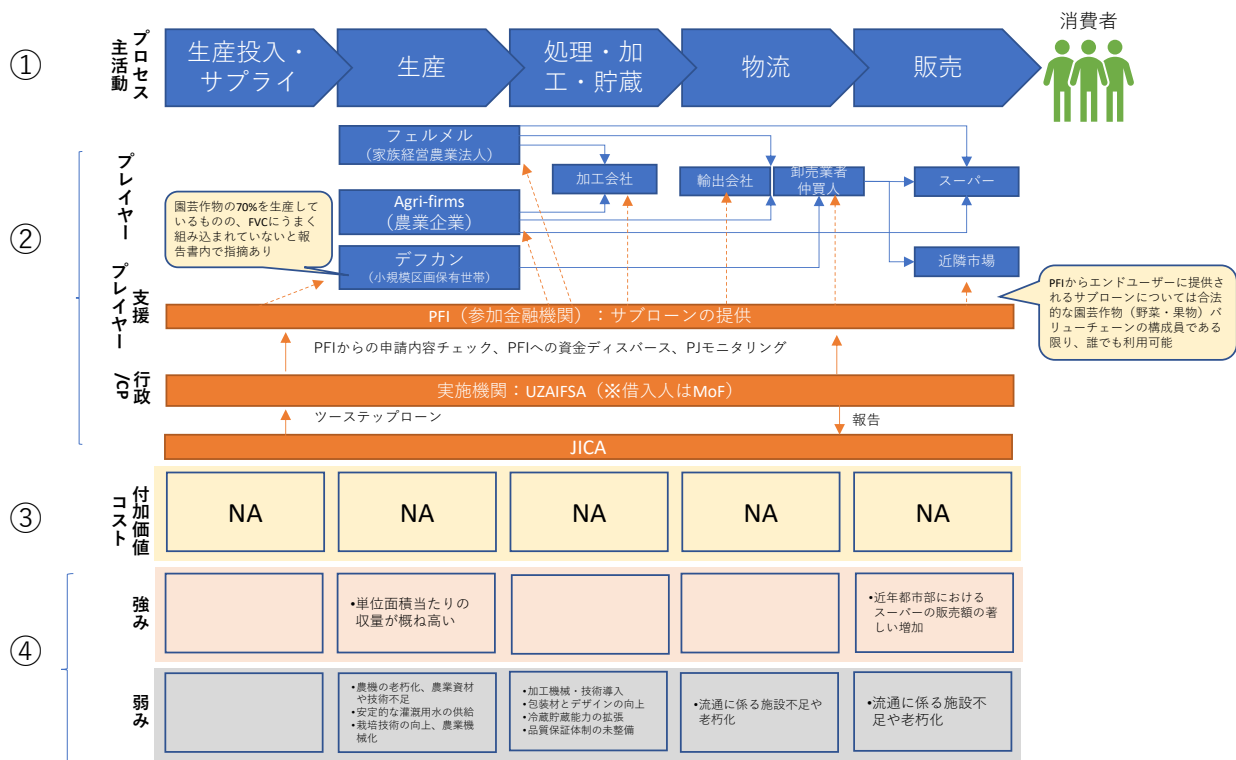 ①
プロセス
主活動
生産投入・
サプライ
生産
処理・加
工・貯蔵
物流
販売
消費者
②
プレイヤー
フェルメル
(家族経営農業法人)
Agri-firms
(農業企業)
デフカン
(小規模区画保有世帯)
加工会社
輸出会社
卸売業者
仲買人
スーパー
近隣市場
園芸作物の70%を生産して
いるものの、FVCにうまく
組み込まれていないと報
告書内で指摘あり
支援
プレイヤー
PFI(参加金融機関):サブローンの提供
PFIからエンドユーザーに提供さ
れるサブローンについては合法
的な園芸作物(野菜・果物)バ
リューチェーンの構成員である
限り、誰でも利用可能
PFIからの申請内容チェック、PFIへの資金ディスバース、PJモニタリング
行政
/CP
実施機関:UZAIFSA(※借入人はMoF)
ツーステップローン
報告
JICA
③
付加価値
コスト
NA
NA
NA
NA
NA
④
強み
•単位面積当たりの
収量が概ね高い
•近年都市部における
スーパーの販売額の著
しい増加
弱み
•農機の老朽化、農業資材
や技術不足
•安定的な灌漑用水の供給
•栽培技術の向上、農業機
械化
•加工機械・技術導入
•包装材とデザインの向上
•冷蔵貯蔵能力の拡張
•品質保証体制の未整備
•流通に係る施設不足や
老朽化
•流通に係る施設不
足や老朽化